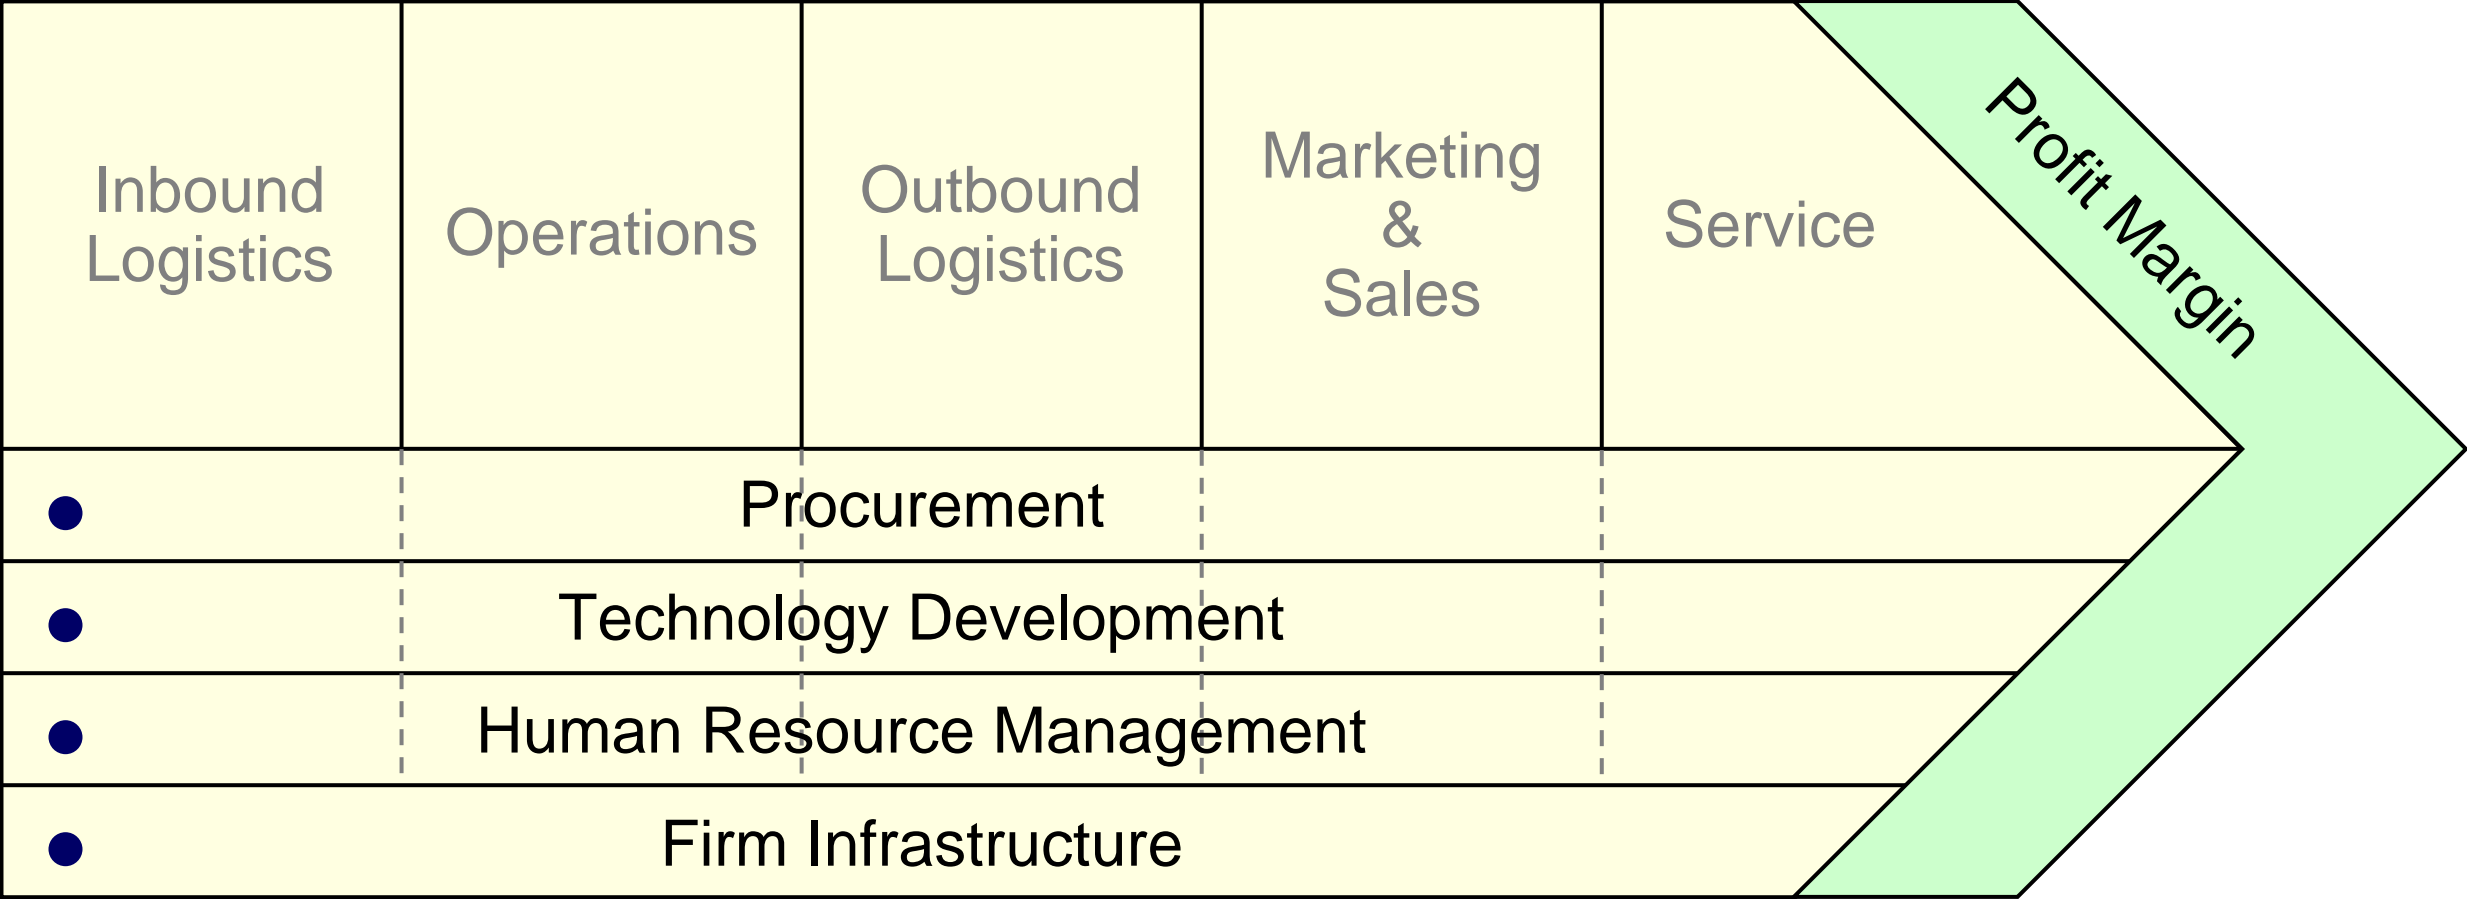 Inbound
Logistics
Operations
Outbound
Logistics
Marketing
&
Sales
Service
Profit Margin
Procurement
Technology Development
Human Resource Management
Firm Infrastructure